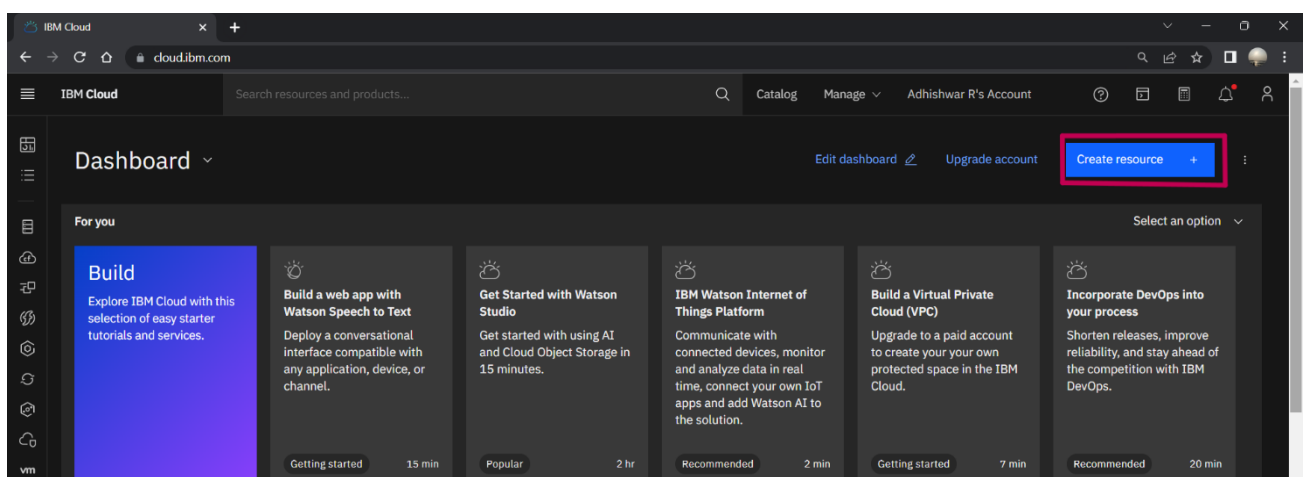 IBM Cloud
cloud.ibm.com
IBM Cloud
Search resources and products...
Catalog
Manage
Adhishwar R's Account
Dashboard
Edit dashboard
Upgrade account
Create resource +
For you
Select an option
Build
Explore IBM Cloud with this
selection of easy starter
tutorials and services.
Build a web app with
Watson Speech to Text
Deploy a conversational
interface compatible with
any application, device, or
channel.
Getting started 15 min
Get Started with Watson
Studio
Get started with using AI
and Cloud Object Storage in
15 minutes.
Popular 2 hr
IBM Watson Internet of
Things Platform
Communicate with
connected devices, monitor
and analyze data in real
time, connect your own IoT
apps and add Watson AI to
the solution.
Recommended 2 min
Build a Virtual Private
Cloud (VPC)
Upgrade to a paid account
to create your your own
protected space in the IBM
Cloud.
Getting started 7 min
Incorporate DevOps into
your process
Shorten releases, improve
reliability, and stay ahead of
the competition with IBM
DevOps.
Recommended 20 min
vm